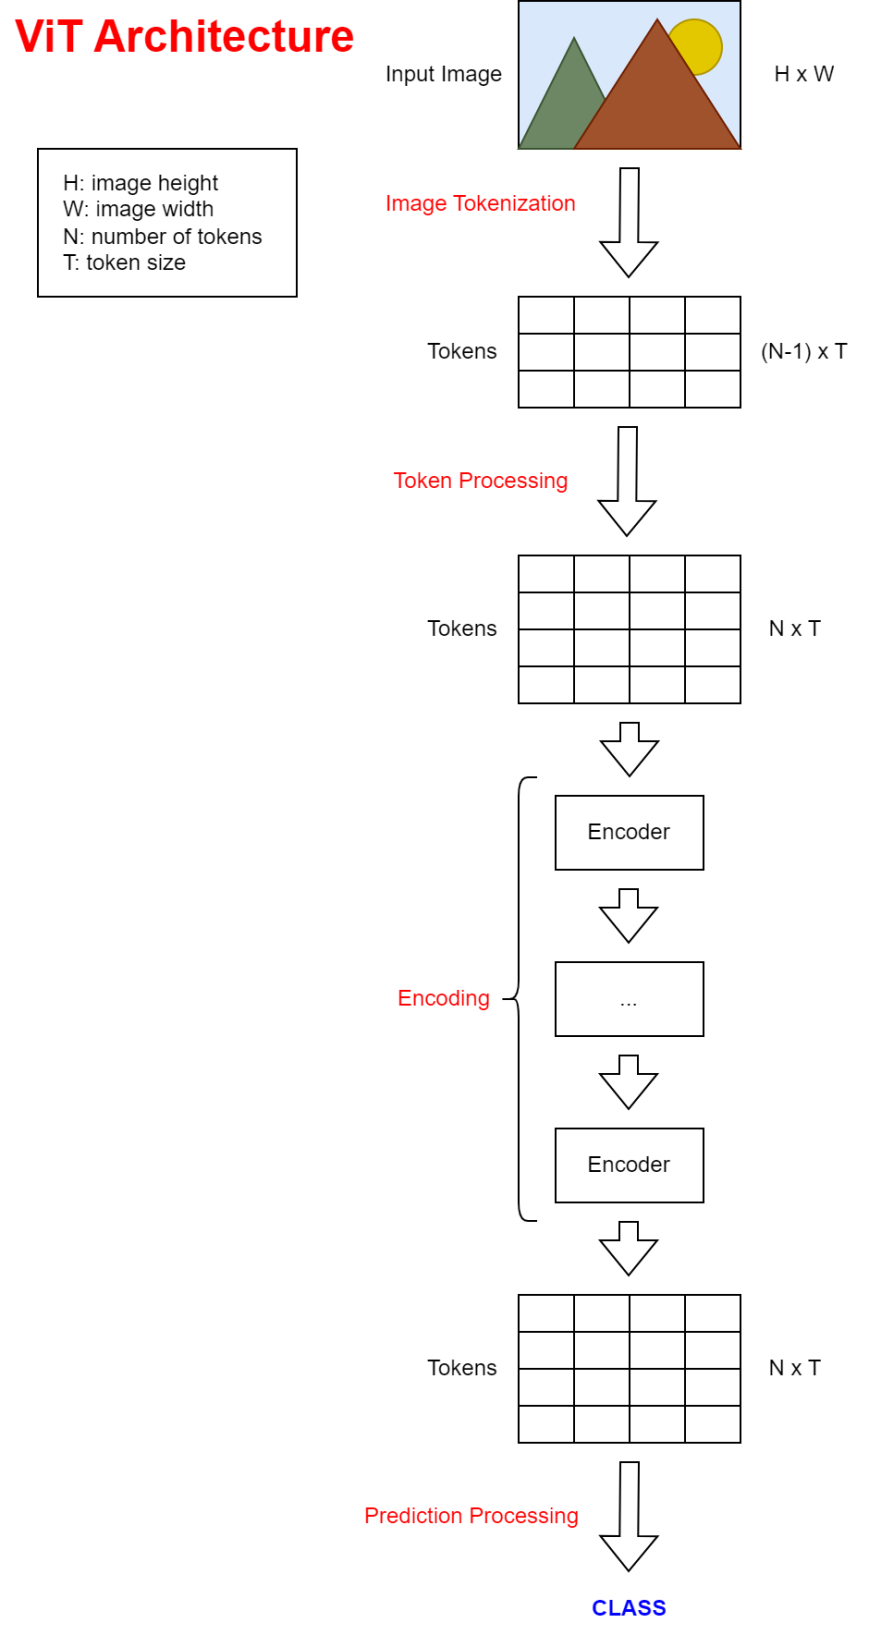 ViT Architecture
Input Image
H x W
H: image height
W: image width
N: number of tokens
T: token size
Image Tokenization
Tokens
(N-1) x T
Token Processing
Tokens
N x T
Encoder
Encoding
...
Encoder
Tokens
N x T
Prediction Processing
CLASS